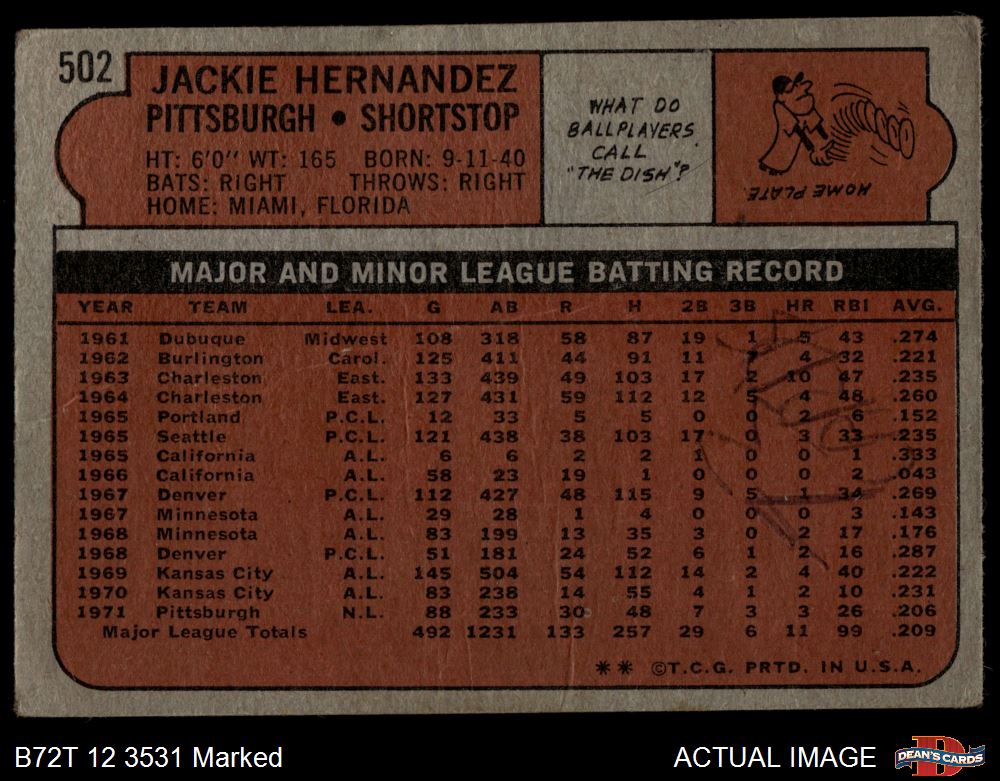 502
JACKIE HERNANDEZ
PITTSBURGH • SHORTSTOP
HT: 6'0" WT: 165 BORN: 9-11-40
BATS: RIGHT THROWS: RIGHT
HOME: MIAMI, FLORIDA
WHAT DO
BALLPLAYERS
CALL
"THE DISH"?
HOME PLATE.
MAJOR AND MINOR LEAGUE BATTING RECORD
YEAR TEAM LEA. G AB R H 2B 3B HR RBI AVG.
1961 Dubuque Midwest 108 318 58 87 19 1 5 43 .274
1962 Burlington Carol. 125 411 44 91 11 7 4 32 .221
1963 Charleston East. 133 439 49 103 17 2 10 47 .235
1964 Charleston East. 127 431 59 112 12 5 4 48 .260
1965 Portland P.C.L. 12 33 5 5 0 0 2 6 .152
1965 Seattle P.C.L. 121 438 38 103 17 0 3 33 .235
1965 California A.L. 6 6 2 2 1 0 0 1 .333
1966 California A.L. 58 23 19 1 0 0 0 2 .043
1967 Denver P.C.L. 112 427 48 115 9 5 1 34 .269
1967 Minnesota A.L. 29 28 1 4 0 0 0 3 .143
1968 Minnesota A.L. 83 199 13 35 3 0 2 17 .176
1968 Denver P.C.L. 51 181 24 52 6 1 2 16 .287
1969 Kansas City A.L. 145 504 54 112 14 2 4 40 .222
1970 Kansas City A.L. 83 238 14 55 4 1 2 10 .231
1971 Pittsburgh N.L. 88 233 30 48 7 3 3 26 .206
Major League Totals 492 1231 133 257 29 6 11 99 .209
** ©T.C.G. PRTD. IN U.S.A.
B72T 12 3531 Marked
ACTUAL IMAGE
D
DEAN'S CARDS